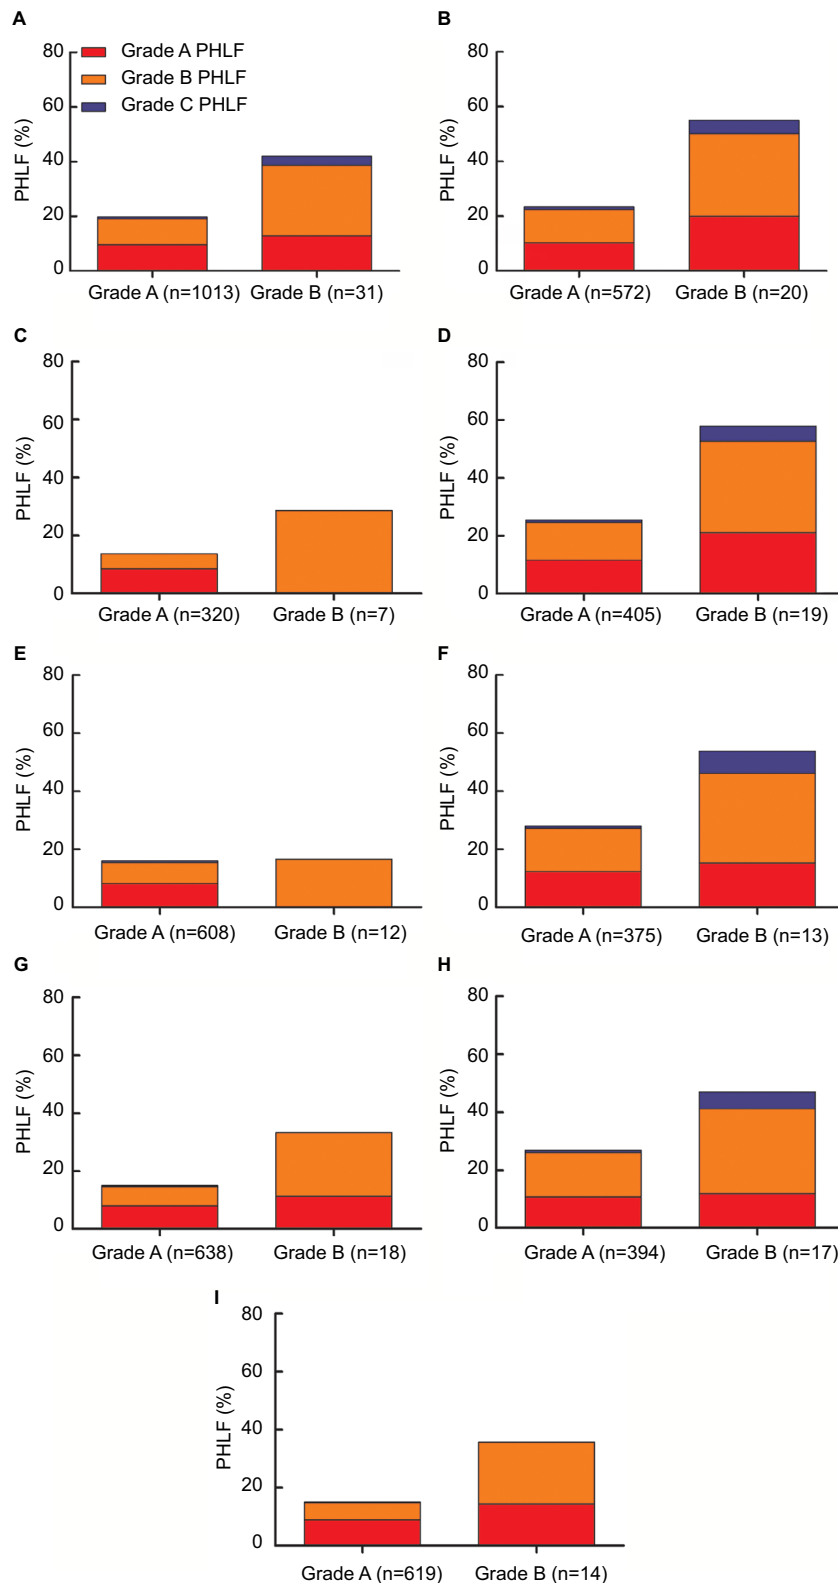 A
PHLF (%)
80
60
40
20
0
Grade A PHLF
Grade B PHLF
Grade C PHLF
Grade A (n=1013) Grade B (n=31)
B
PHLF (%)
80
60
40
20
0
Grade A (n=572) Grade B (n=20)
C
PHLF (%)
80
60
40
20
0
Grade A (n=320) Grade B (n=7)
D
PHLF (%)
80
60
40
20
0
Grade A (n=405) Grade B (n=19)
E
PHLF (%)
80
60
40
20
0
Grade A (n=608) Grade B (n=12)
F
PHLF (%)
80
60
40
20
0
Grade A (n=375) Grade B (n=13)
G
PHLF (%)
80
60
40
20
0
Grade A (n=638) Grade B (n=18)
H
PHLF (%)
80
60
40
20
0
Grade A (n=394) Grade B (n=17)
I
PHLF (%)
80
60
40
20
0
Grade A (n=619) Grade B (n=14)